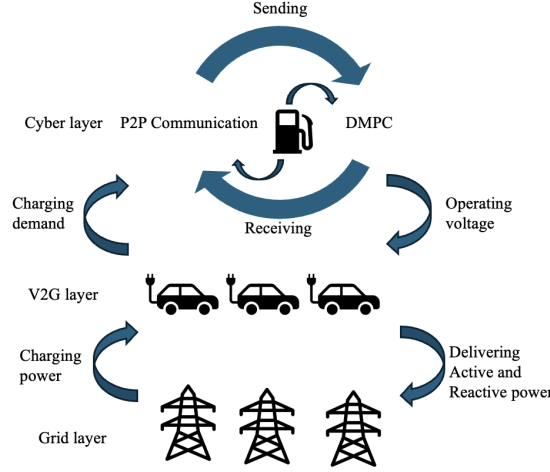 Sending
Cyber layer
P2P Communication
DMPC
Charging
demand
Operating
voltage
Receiving
V2G layer
Charging
power
Delivering
Active and
Reactive power
Grid layer